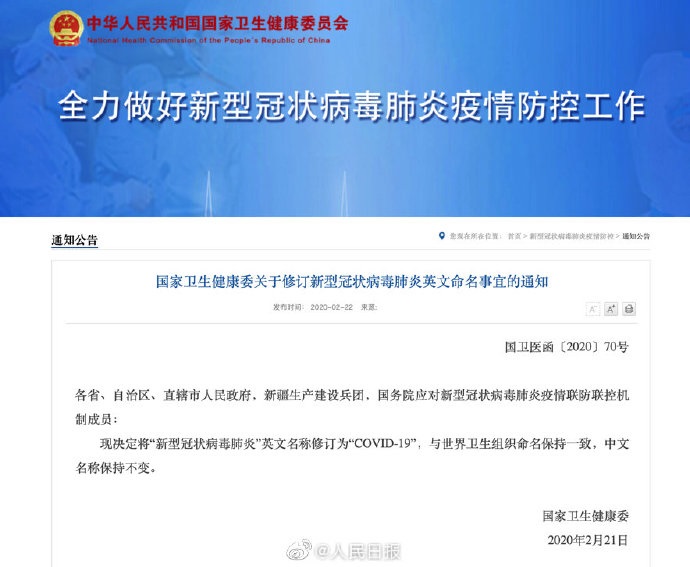 中华人民共和国国家卫生健康委员会
National Health Commission of the People's Republic of China
全力做好新型冠状病毒肺炎疫情防控工作
通知公告
您现在所在位置： 首页 > 新型冠状病毒肺炎疫情防控 > 通知公告
国家卫生健康委关于修订新型冠状病毒肺炎英文命名事宜的通知
发布时间： 2020-02-22 来源:
A- A+
国卫医函〔2020〕70号
各省、自治区、直辖市人民政府，新疆生产建设兵团，国务院应对新型冠状病毒肺炎疫情联防联控机
制成员：
现决定将“新型冠状病毒肺炎”英文名称修订为“COVID-19”，与世界卫生组织命名保持一致，中文
名称保持不变。
国家卫生健康委
2020年2月21日
@人民日报